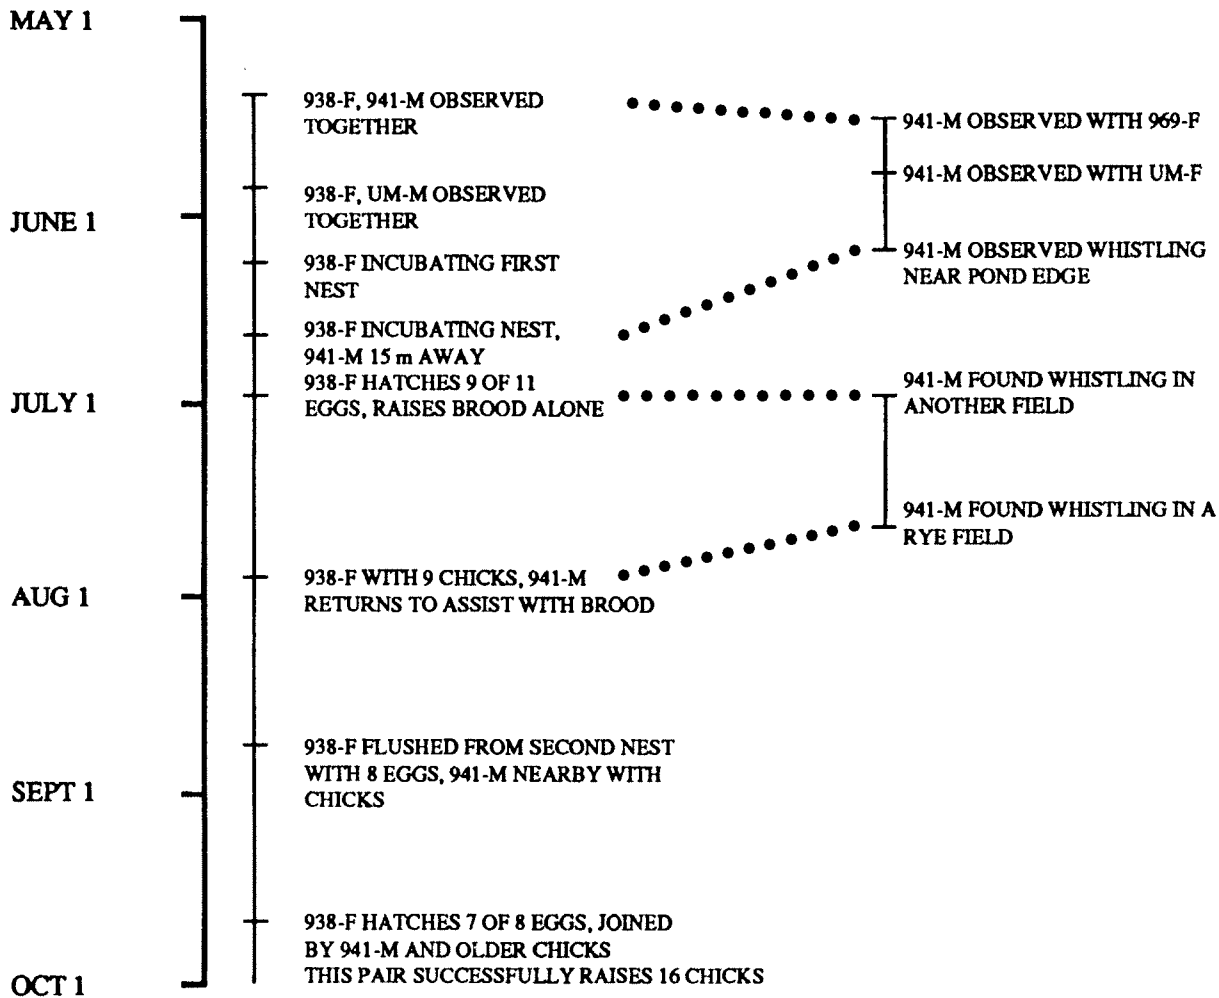 MAY 1
938-F, 941-M OBSERVED
TOGETHER
941-M OBSERVED WITH 969-F
941-M OBSERVED WITH UM-F
938-F, UM-M OBSERVED
TOGETHER
JUNE 1
941-M OBSERVED WHISTLING
NEAR POND EDGE
938-F INCUBATING FIRST
NEST
938-F INCUBATING NEST,
941-M 15 m AWAY
938-F HATCHES 9 OF 11
EGGS, RAISES BROOD ALONE
941-M FOUND WHISTLING IN
ANOTHER FIELD
JULY 1
941-M FOUND WHISTLING IN A
RYE FIELD
938-F WITH 9 CHICKS, 941-M
RETURNS TO ASSIST WITH BROOD
AUG 1
938-F FLUSHED FROM SECOND NEST
WITH 8 EGGS, 941-M NEARBY WITH
CHICKS
SEPT 1
938-F HATCHES 7 OF 8 EGGS, JOINED
BY 941-M AND OLDER CHICKS
THIS PAIR SUCCESSFULLY RAISES 16 CHICKS
OCT 1